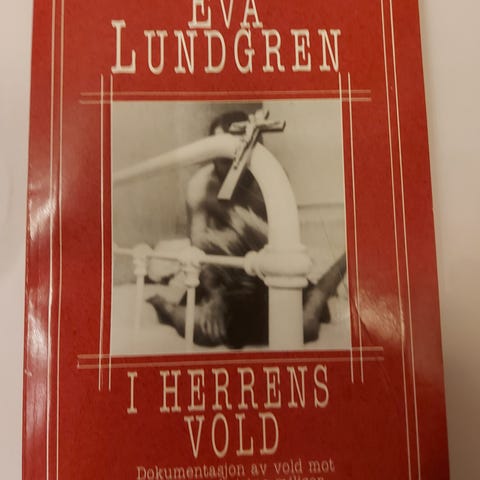 EVA
LUNDGREN
I HERRENS
VOLD
Dokumentasjon av vold mot